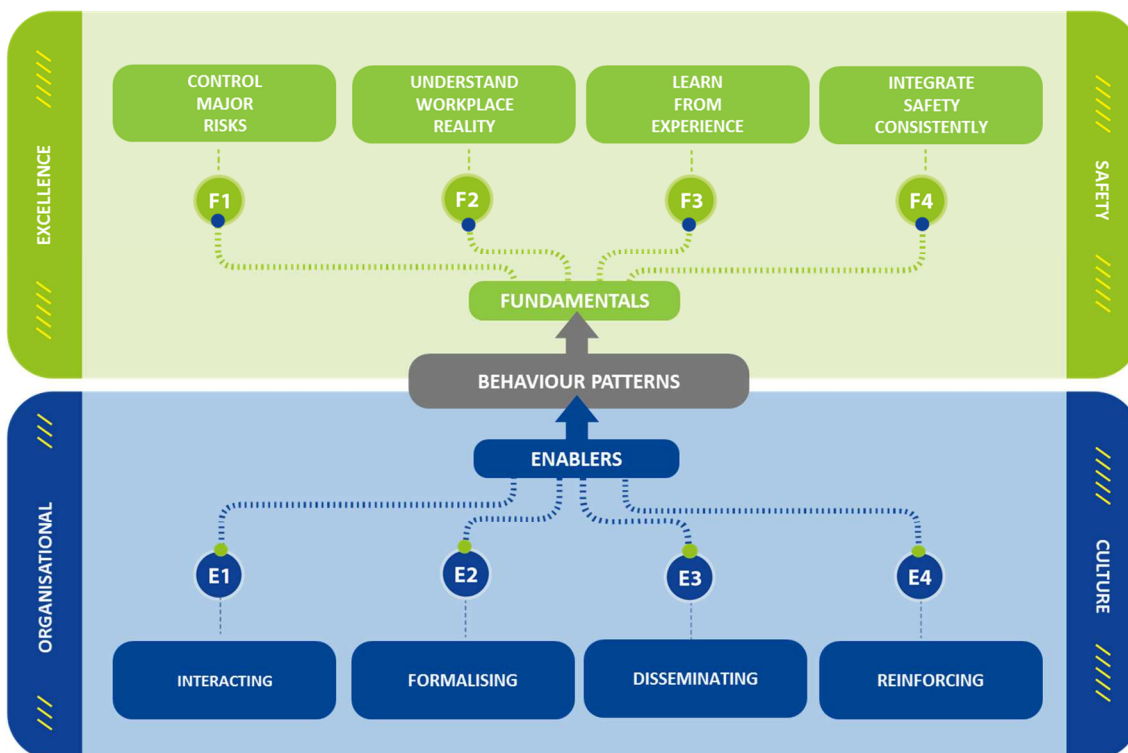 EXCELLENCE
SAFETY
CONTROL
MAJOR
RISKS
UNDERSTAND
WORKPLACE
REALITY
LEARN
FROM
EXPERIENCE
INTEGRATE
SAFETY
CONSISTENTLY
F1
F2
F3
F4
FUNDAMENTALS
BEHAVIOUR PATTERNS
ENABLERS
ORGANISATIONAL
CULTURE
E1
E2
E3
E4
INTERACTING
FORMALISING
DISSEMINATING
REINFORCING